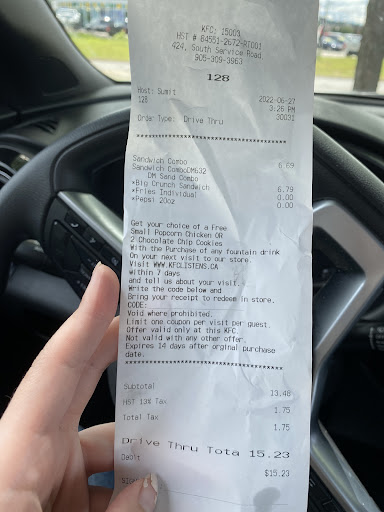 KFC: 15003
HST # 84551-2672-RT001
424, South Service Road
905-309-3963
128
Host: Sumit 2022-06-27
128 3:26 PM
30031
Order Type: Drive Thru
****************************************
Sandwich Combo 6.69
Sandwich ComboDM632
DM Sand Combo
*Big Crunch Sandwich 6.79
*Fries Individual 0.00
*Pepsi 20oz 0.00
Get your choice of a Free
Small Popcorn Chicken OR
2 Chocolate Chip Cookies
With the Purchase of any fountain drink
On your next visit to our store.
Visit WWW.KFCLISTENS.CA
within 7 days
and tell us about your visit.
Write the code below and
Bring your receipt to redeem in store.
CODE:
Void where prohibited.
Limit one coupon per visit per guest.
Offer valid only at this KFC.
Not valid with any other offer.
Expires 14 days after orginal purchase
date.
****************************************
Subtotal 13.48
HST 13% Tax 1.75
Total Tax 1.75
Drive Thru Tota 15.23
Debit $15.23